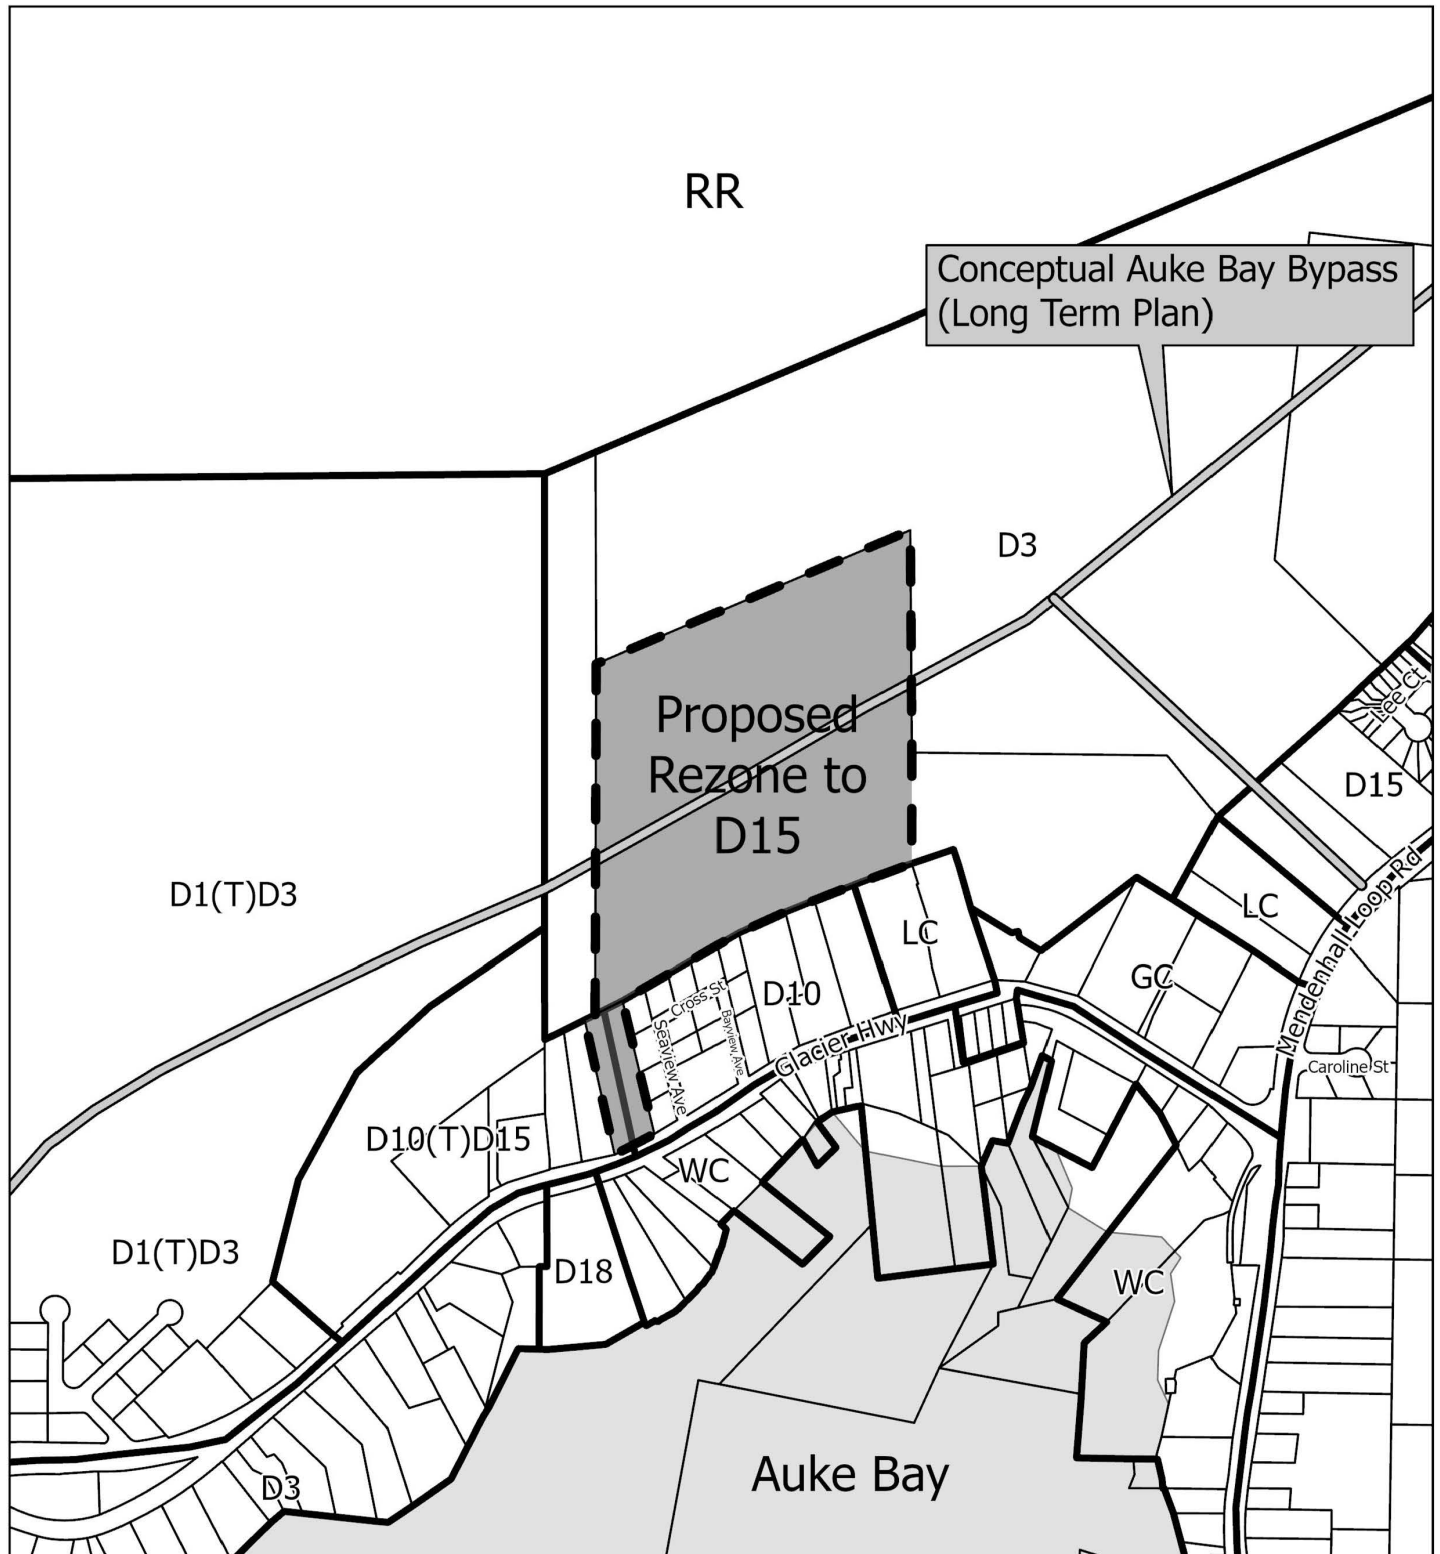 RR
Conceptual Auke Bay Bypass
(Long Term Plan)
D3
Proposed
Rezone to
D15
Lee Ct
D15
D1(T)D3
LC
LC
GC
D10
Cross St
Seaview Ave
Bayview Ave
Glacier Hwy
Mendenhall Loop Rd
Caroline St
D10(T)D15
WC
D1(T)D3
D18
WC
D3
Auke Bay